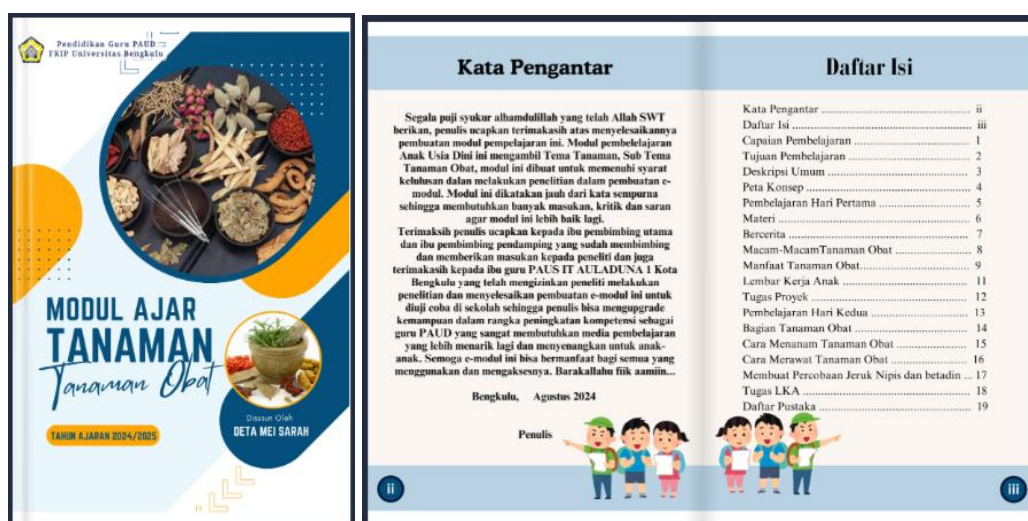 Pendidikan Guru PAUD
FKIP Universitas Bengkulu
MODUL AJAR
TANAMAN
Tanaman Obat
TAHUN AJARAN 2024/2025
Disusun Oleh
DETA MEI SARAH
Kata Pengantar
Segala puji syukur alhamdulillah yang telah Allah SWT
berikan, penulis ucapkan terimakasih atas menyelesaikannya
pembuatan modul pempelajaran ini. Modul pembelelajaran
Anak Usia Dini ini mengambil Tema Tanaman, Sub Tema
Tanaman Obat, modul ini dibuat untuk memenuhi syarat
kelulusan dalan melakukan penelitian dalam pembuatan e-
modul. Modul ini dikatakan jauh dari kata sempurna
sehingga membutuhkan banyak masukan, kritik dan saran
agar modul ini lebih baik lagi.
Terimaksih penulis ucapkan kepada ibu pembimbing utama
dan ibu pembimbing pendamping yang sudah membimbing
dan memberikan masukan kepada peneliti dan juga
terimakasih kepada ibu guru PAUS IT AULADUNA 1 Kota
Bengkulu yang telah mengizinkan peneliti melakukan
penelitian dan menyelesaikan pembuatan e-modul ini untuk
diuji coba di sekolah sehingga penulis bisa mengupgrade
kemampuan dalam rangka peningkatan kompetensi sebagai
guru PAUD yang sangat membutuhkan media pembelajaran
yang lebih menarik lagi dan menyenangkan untuk anak-
anak. Semoga e-modul ini bisa bermanfaat bagi semua yang
menggunakan dan mengaksesnya. Barakallahu fiik aamiin...
Bengkulu, Agustus 2024
Penulis
ii
Daftar Isi
Kata Pengantar ........ ii
Daftar Isi ........ iii
Capaian Pembelajaran ........ 1
Tujuan Pembelajaran ........ 2
Deskripsi Umum ........ 3
Peta Konsep ........ 4
Pembelajaran Hari Pertama ........ 5
Materi ........ 6
Bercerita ........ 7
Macam-MacamTanaman Obat ........ 8
Manfaat Tanaman Obat........ 9
Lembar Kerja Anak ........ 11
Tugas Proyek ........ 12
Pembelajaran Hari Kedua ........ 13
Bagian Tanaman Obat ........ 14
Cara Menanam Tanaman Obat ........ 15
Cara Merawat Tanaman Obat ........ 16
Membuat Percobaan Jeruk Nipis dan betadin ... 17
Tugas LKA ........ 18
Daftar Pustaka ........ 19
iii